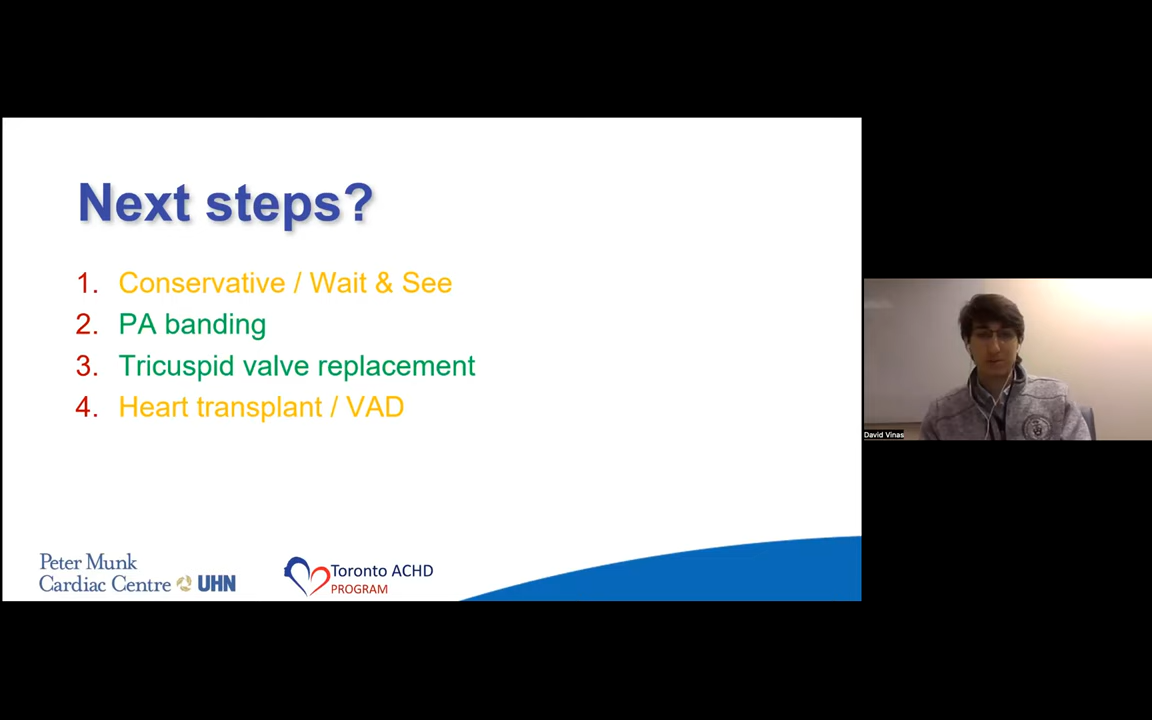 Next steps?
1. Conservative / Wait & See
2. PA banding
3. Tricuspid valve replacement
4. Heart transplant / VAD
Peter Munk
Cardiac Centre UHN
Toronto ACHD
PROGRAM
David Vinas